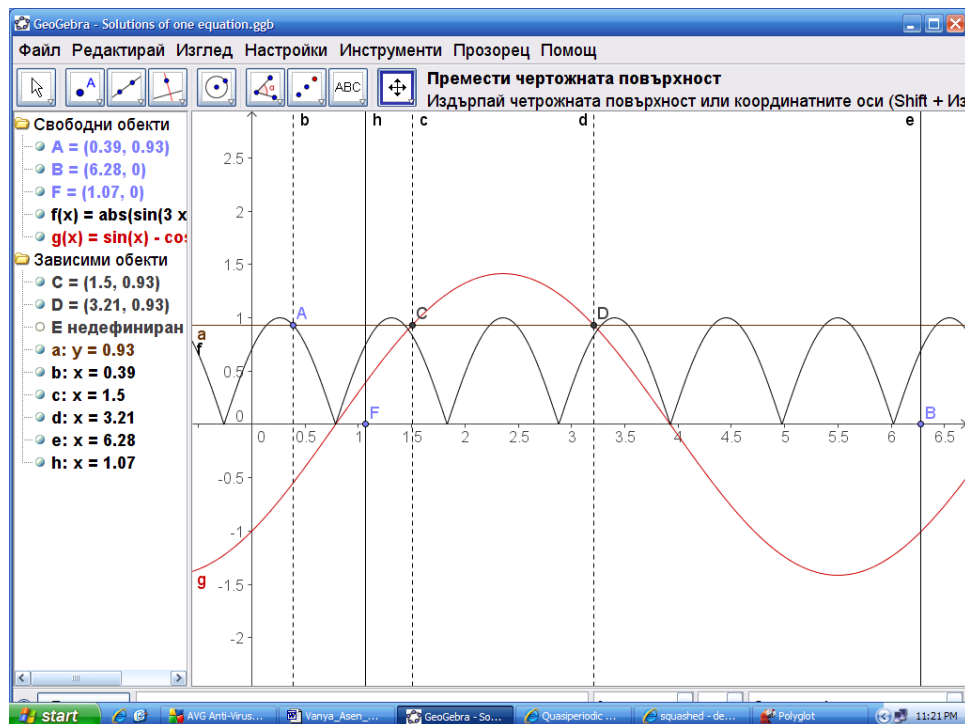 GeoGebra - Solutions of one equation.ggb
Файл Редактирай Изглед Настройки Инструменти Прозорец Помощ
A
α
ABC
Премести чертожната повърхност
Издърпай четрожната повърхност или координатните оси (Shift + Из
Свободни обекти
A = (0.39, 0.93)
B = (6.28, 0)
F = (1.07, 0)
f(x) = abs(sin(3 x
g(x) = sin(x) - cos
Зависими обекти
C = (1.5, 0.93)
D = (3.21, 0.93)
E недефиниран
a: y = 0.93
b: x = 0.39
c: x = 1.5
d: x = 3.21
e: x = 6.28
h: x = 1.07
b h c d e
2.5
2
1.5
1
A C D
a
f
0.5
0
F B
0 0.5 1 1.5 2 2.5 3 3.5 4 4.5 5 5.5 6 6.5
-0.5
-1
-1.5
g
-2
start
AVG Anti-Virus...
Vanya_Asen_...
GeoGebra - So...
Quasiperiodic ...
squashed - de...
Polyglot
11:21 PM